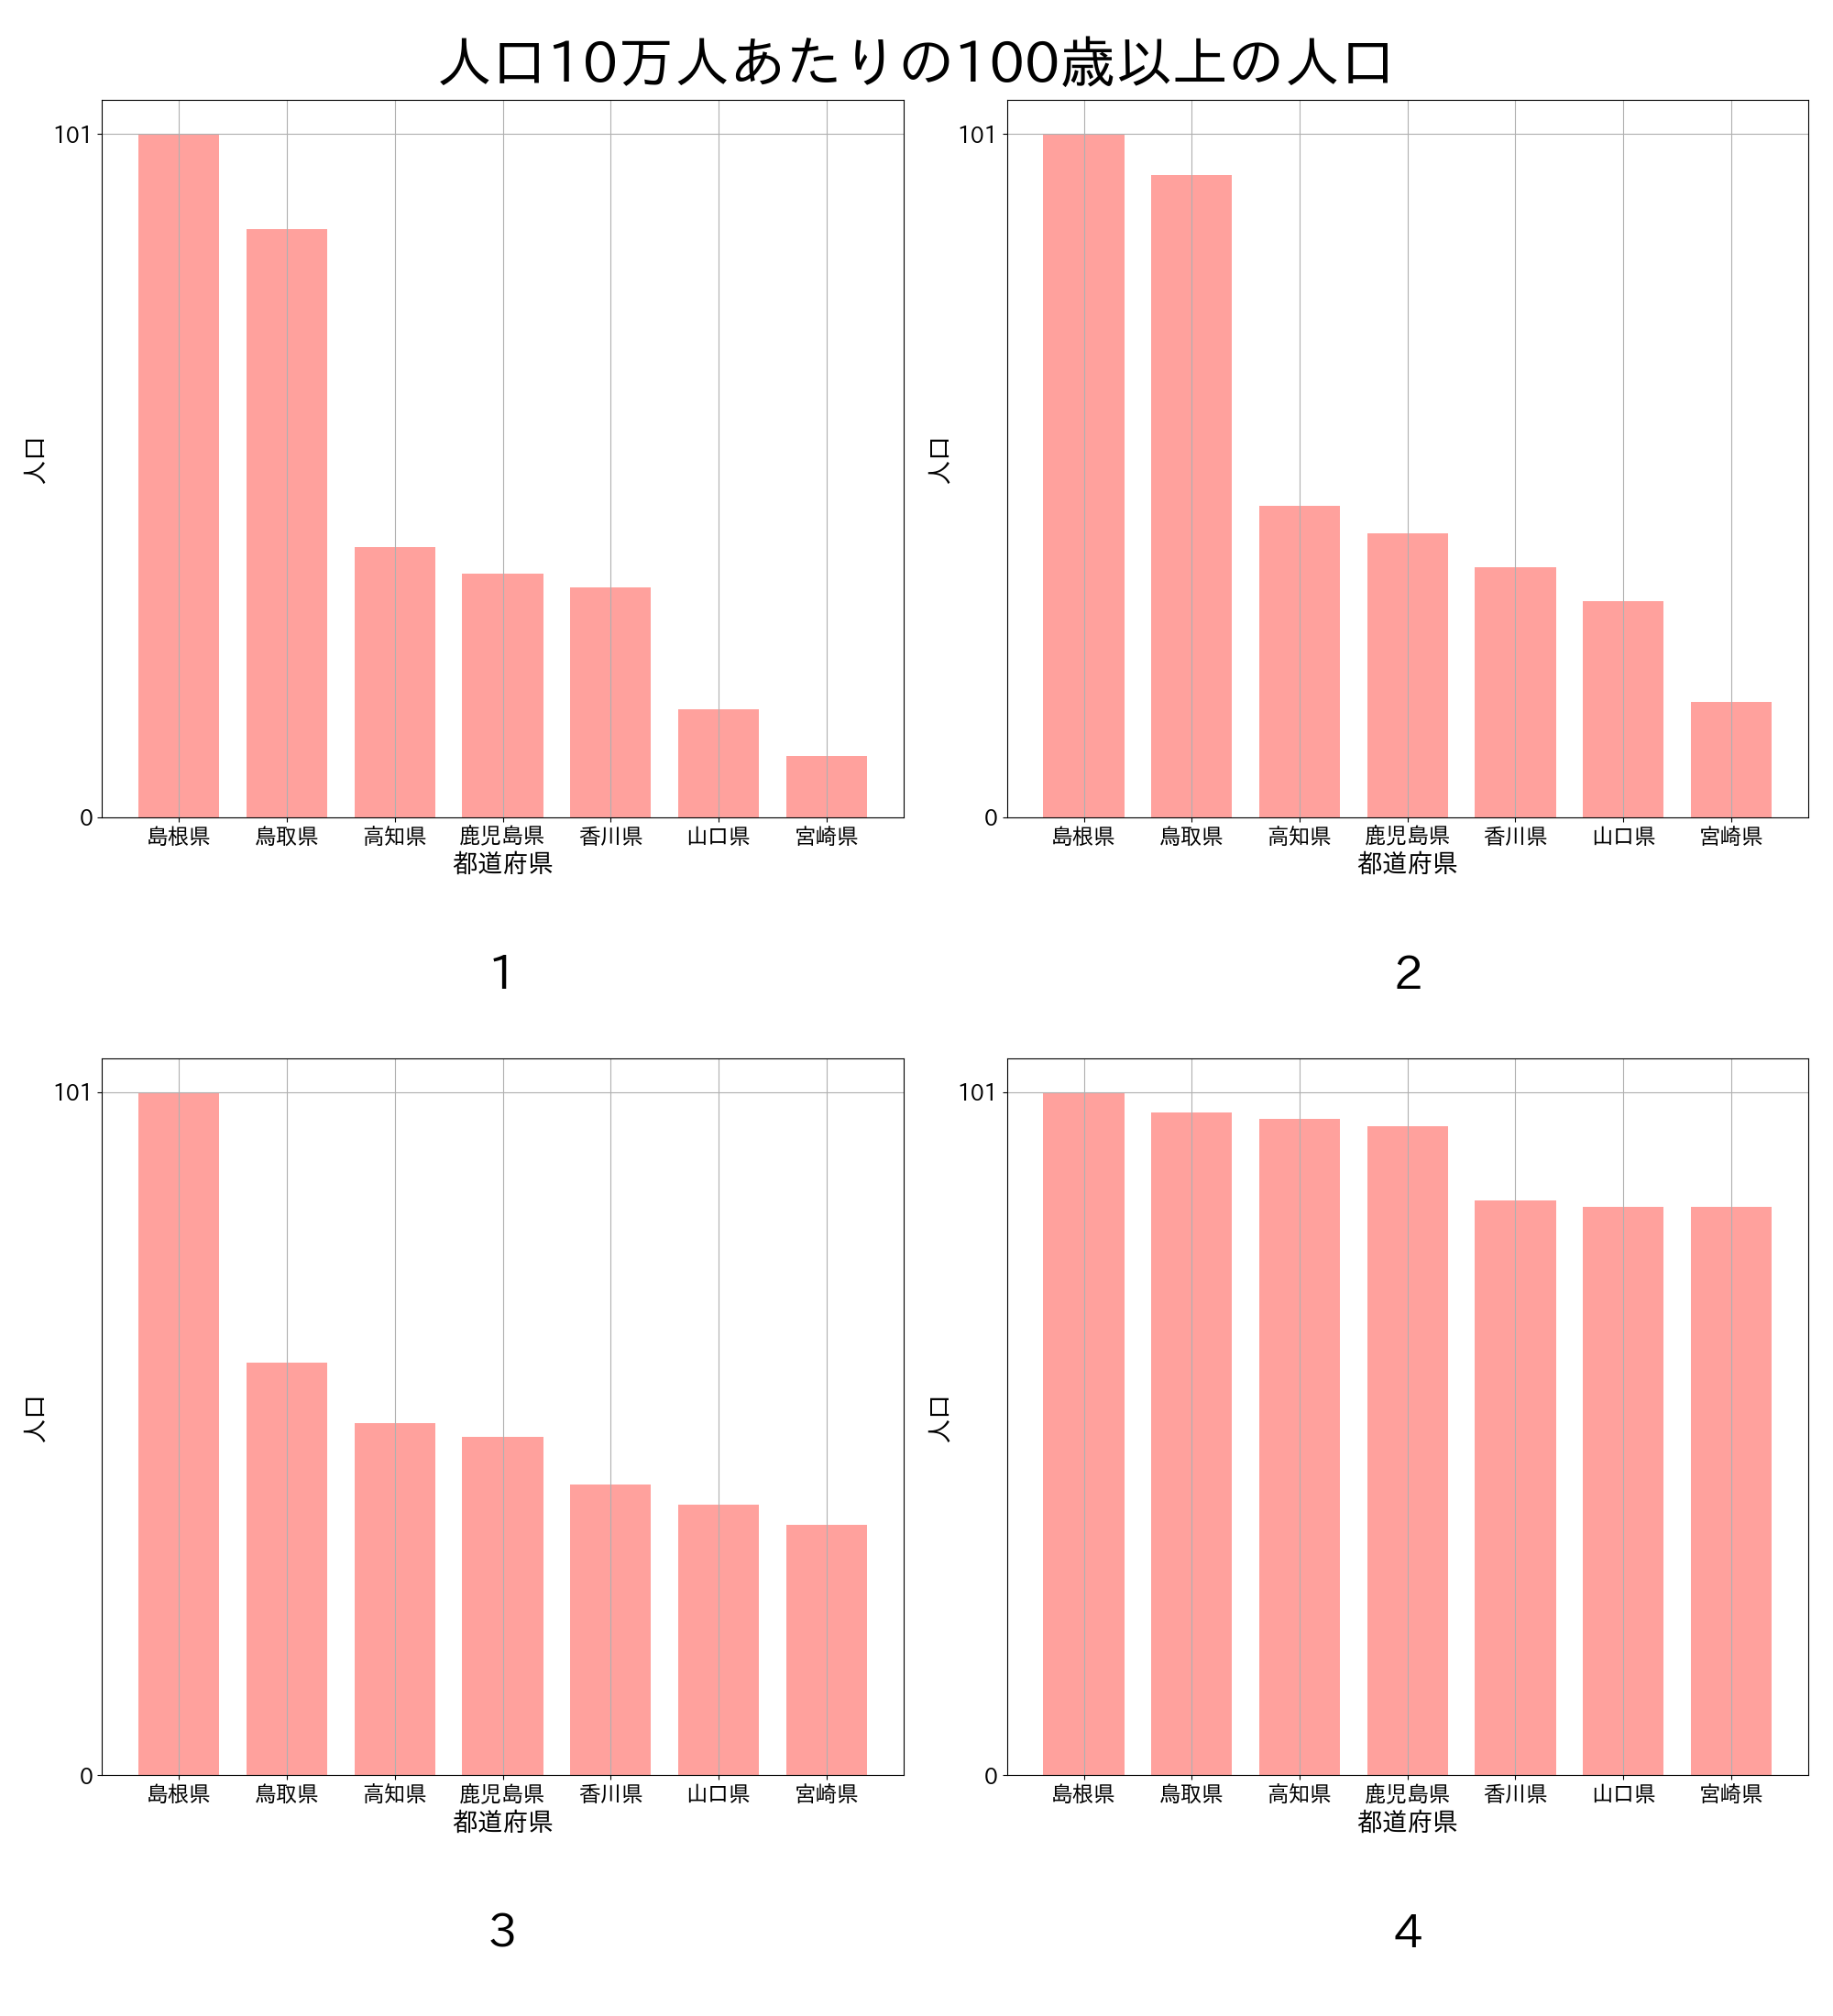 人口10万人あたりの100歳以上の人口
101
0
人口
島根県 鳥取県 高知県 鹿児島県 香川県 山口県 宮崎県
都道府県
1
101
0
人口
島根県 鳥取県 高知県 鹿児島県 香川県 山口県 宮崎県
都道府県
2
101
0
人口
島根県 鳥取県 高知県 鹿児島県 香川県 山口県 宮崎県
都道府県
3
101
0
人口
島根県 鳥取県 高知県 鹿児島県 香川県 山口県 宮崎県
都道府県
4